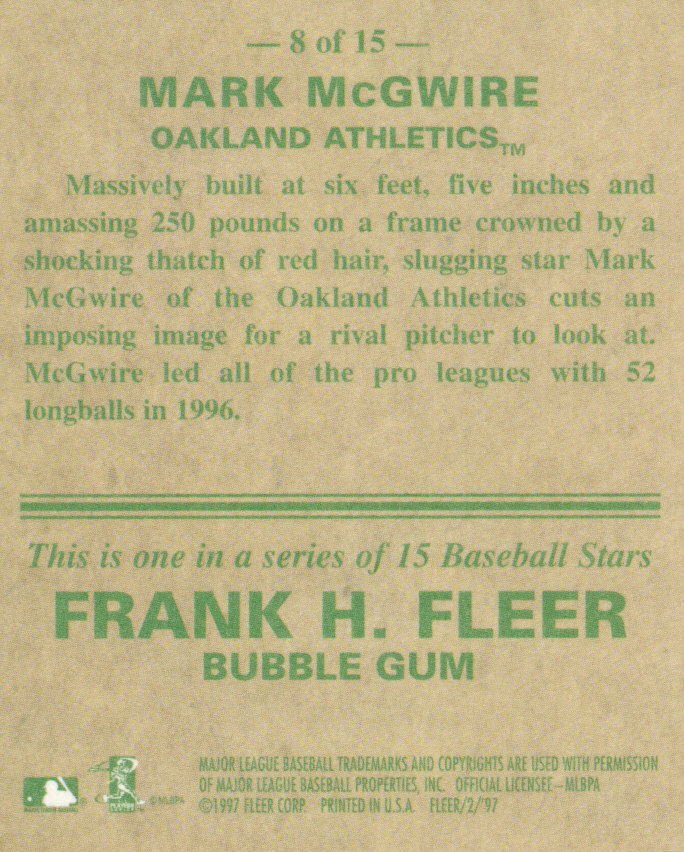 — 8 of 15 —
MARK McGWIRE
OAKLAND ATHLETICS™
Massively built at six feet, five inches and
amassing 250 pounds on a frame crowned by a
shocking thatch of red hair, slugging star Mark
McGwire of the Oakland Athletics cuts an
imposing image for a rival pitcher to look at.
McGwire led all of the pro leagues with 52
longballs in 1996.
This is one in a series of 15 Baseball Stars
FRANK H. FLEER
BUBBLE GUM
MAJOR LEAGUE BASEBALL TRADEMARKS AND COPYRIGHTS ARE USED WITH PERMISSION
OF MAJOR LEAGUE BASEBALL PROPERTIES, INC. OFFICIAL LICENSEE–MLBPA
©1997 FLEER CORP. PRINTED IN U.S.A. FLEER/2/'97
®
© MLBPA